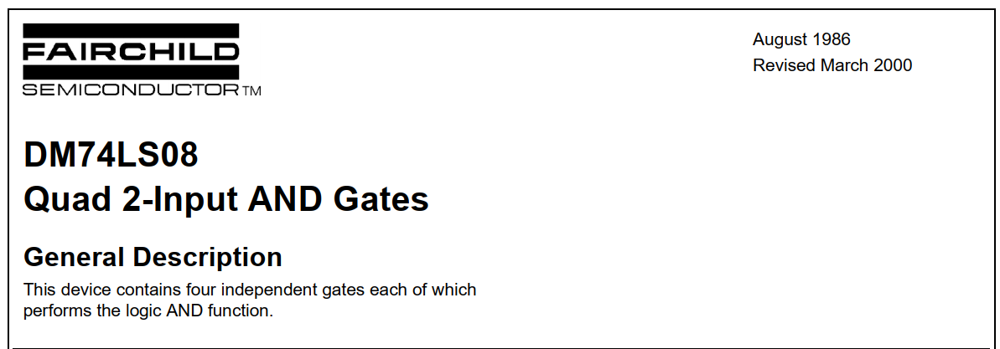 FAIRCHILD
SEMICONDUCTOR™
August 1986
Revised March 2000
DM74LS08
Quad 2-Input AND Gates
General Description
This device contains four independent gates each of which
performs the logic AND function.